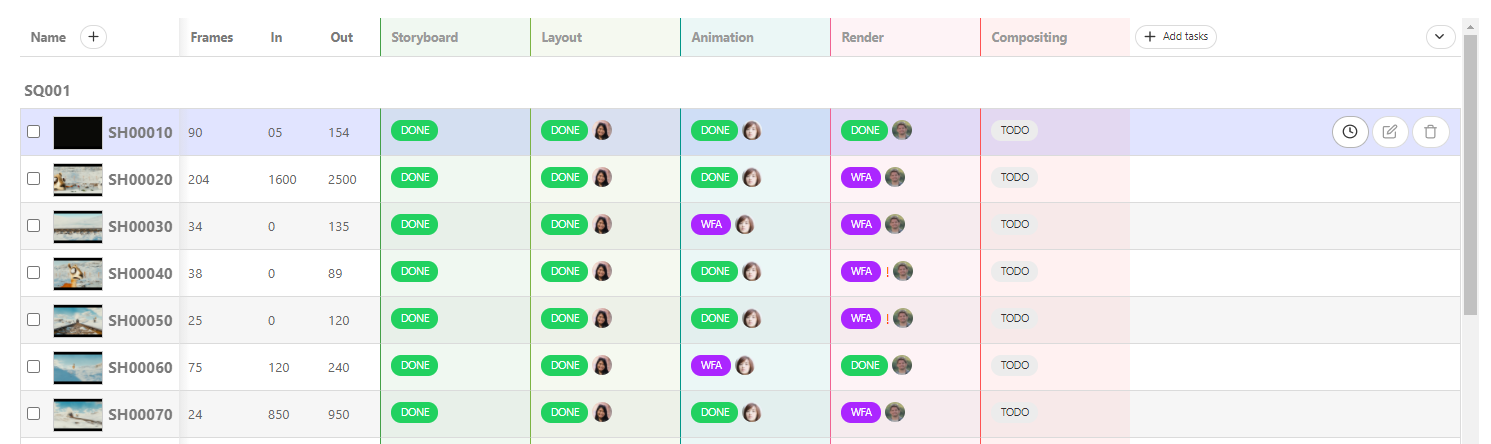 Name + Frames In Out Storyboard Layout Animation Render Compositing + Add tasks
SQ001
SH00010 90 05 154 DONE DONE DONE DONE TODO
SH00020 204 1600 2500 DONE DONE DONE WFA TODO
SH00030 34 0 135 DONE DONE WFA WFA TODO
SH00040 38 0 89 DONE DONE DONE WFA ! TODO
SH00050 25 0 120 DONE DONE DONE WFA ! TODO
SH00060 75 120 240 DONE DONE WFA DONE TODO
SH00070 24 850 950 DONE DONE DONE WFA TODO